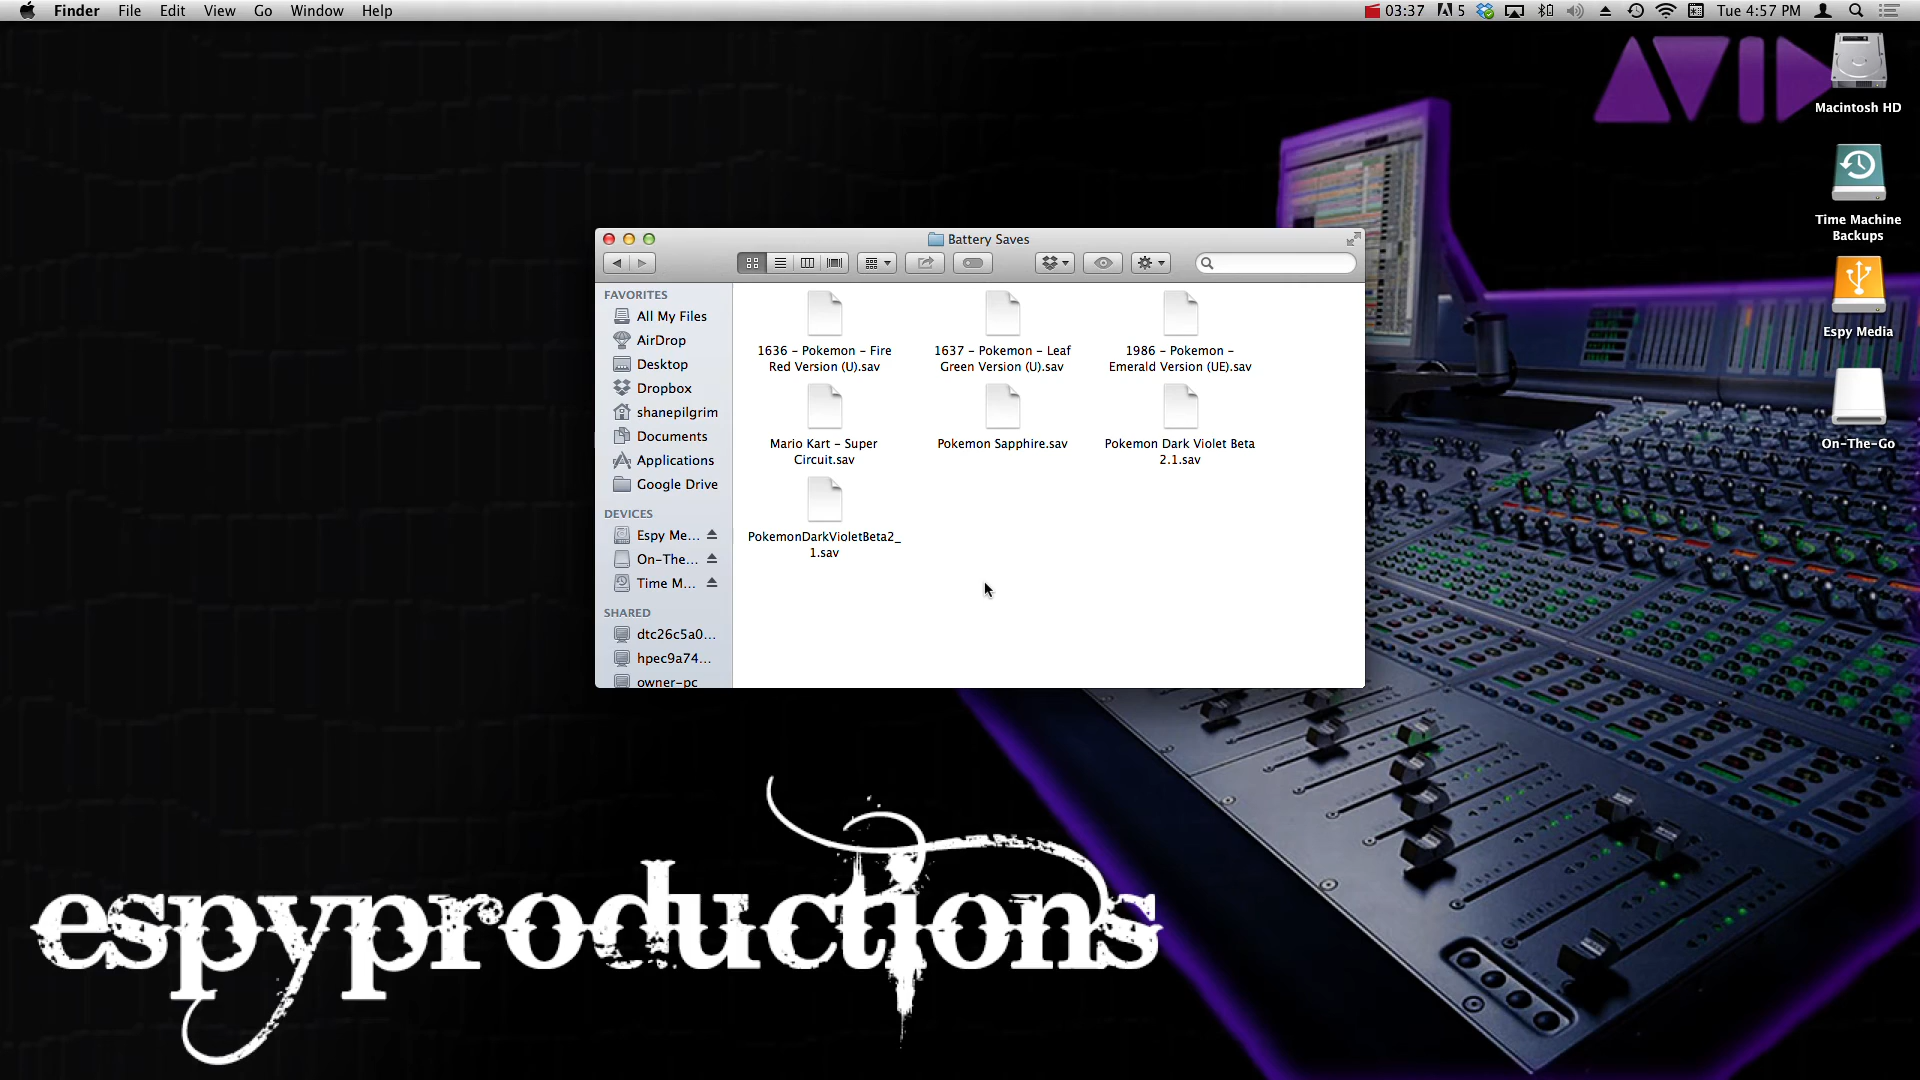 Finder File Edit View Go Window Help
03:37 5 Tue 4:57 PM
AVID
Macintosh HD
Time Machine
Backups
Espy Media
On-The-Go
Battery Saves
FAVORITES
All My Files
AirDrop
Desktop
Dropbox
shanepilgrim
Documents
Applications
Google Drive
DEVICES
Espy Me...
On-The...
Time M...
SHARED
dtc26c5a0...
hpec9a74...
owner-pc
1636 - Pokemon - Fire
Red Version (U).sav
1637 - Pokemon - Leaf
Green Version (U).sav
1986 - Pokemon -
Emerald Version (UE).sav
Mario Kart - Super
Circuit.sav
Pokemon Sapphire.sav
Pokemon Dark Violet Beta
2.1.sav
PokemonDarkVioletBeta2_
1.sav
espyproductions